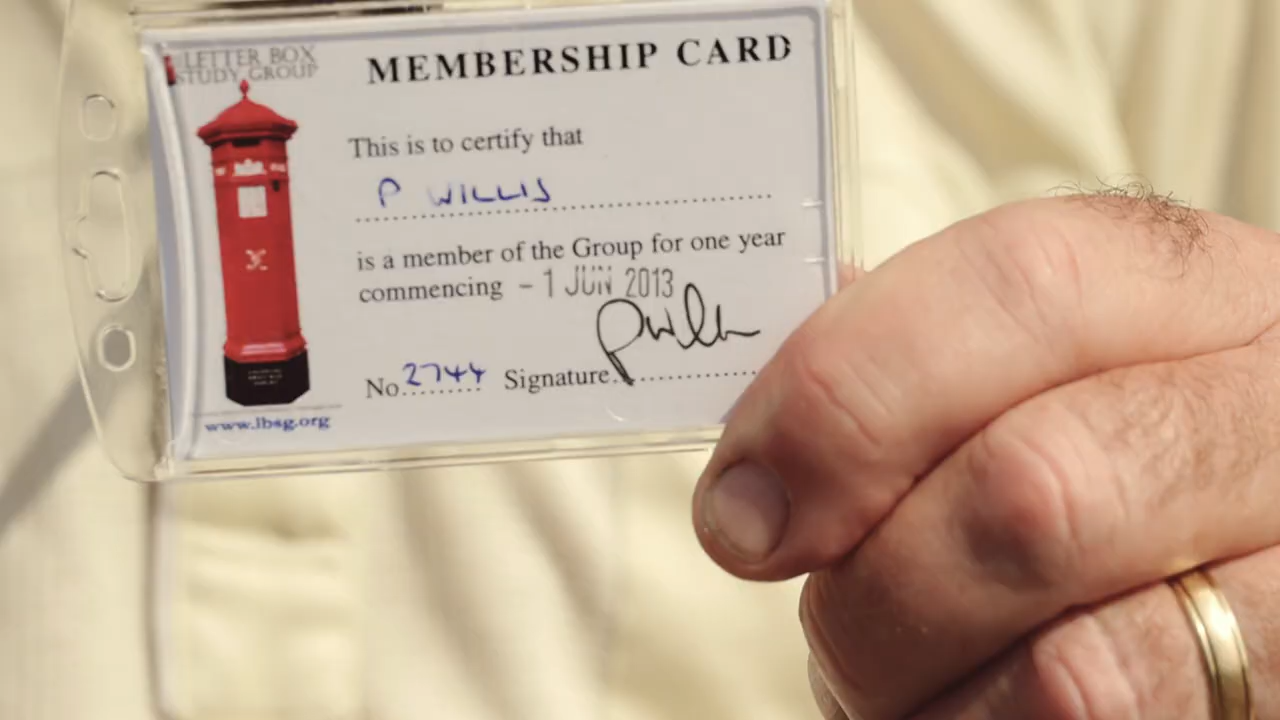 LETTER BOX
STUDY GROUP
MEMBERSHIP CARD
This is to certify that
P WILLIS
is a member of the Group for one year
commencing - 1 JUN 2013
No. 2744 Signature
www.lbsg.org